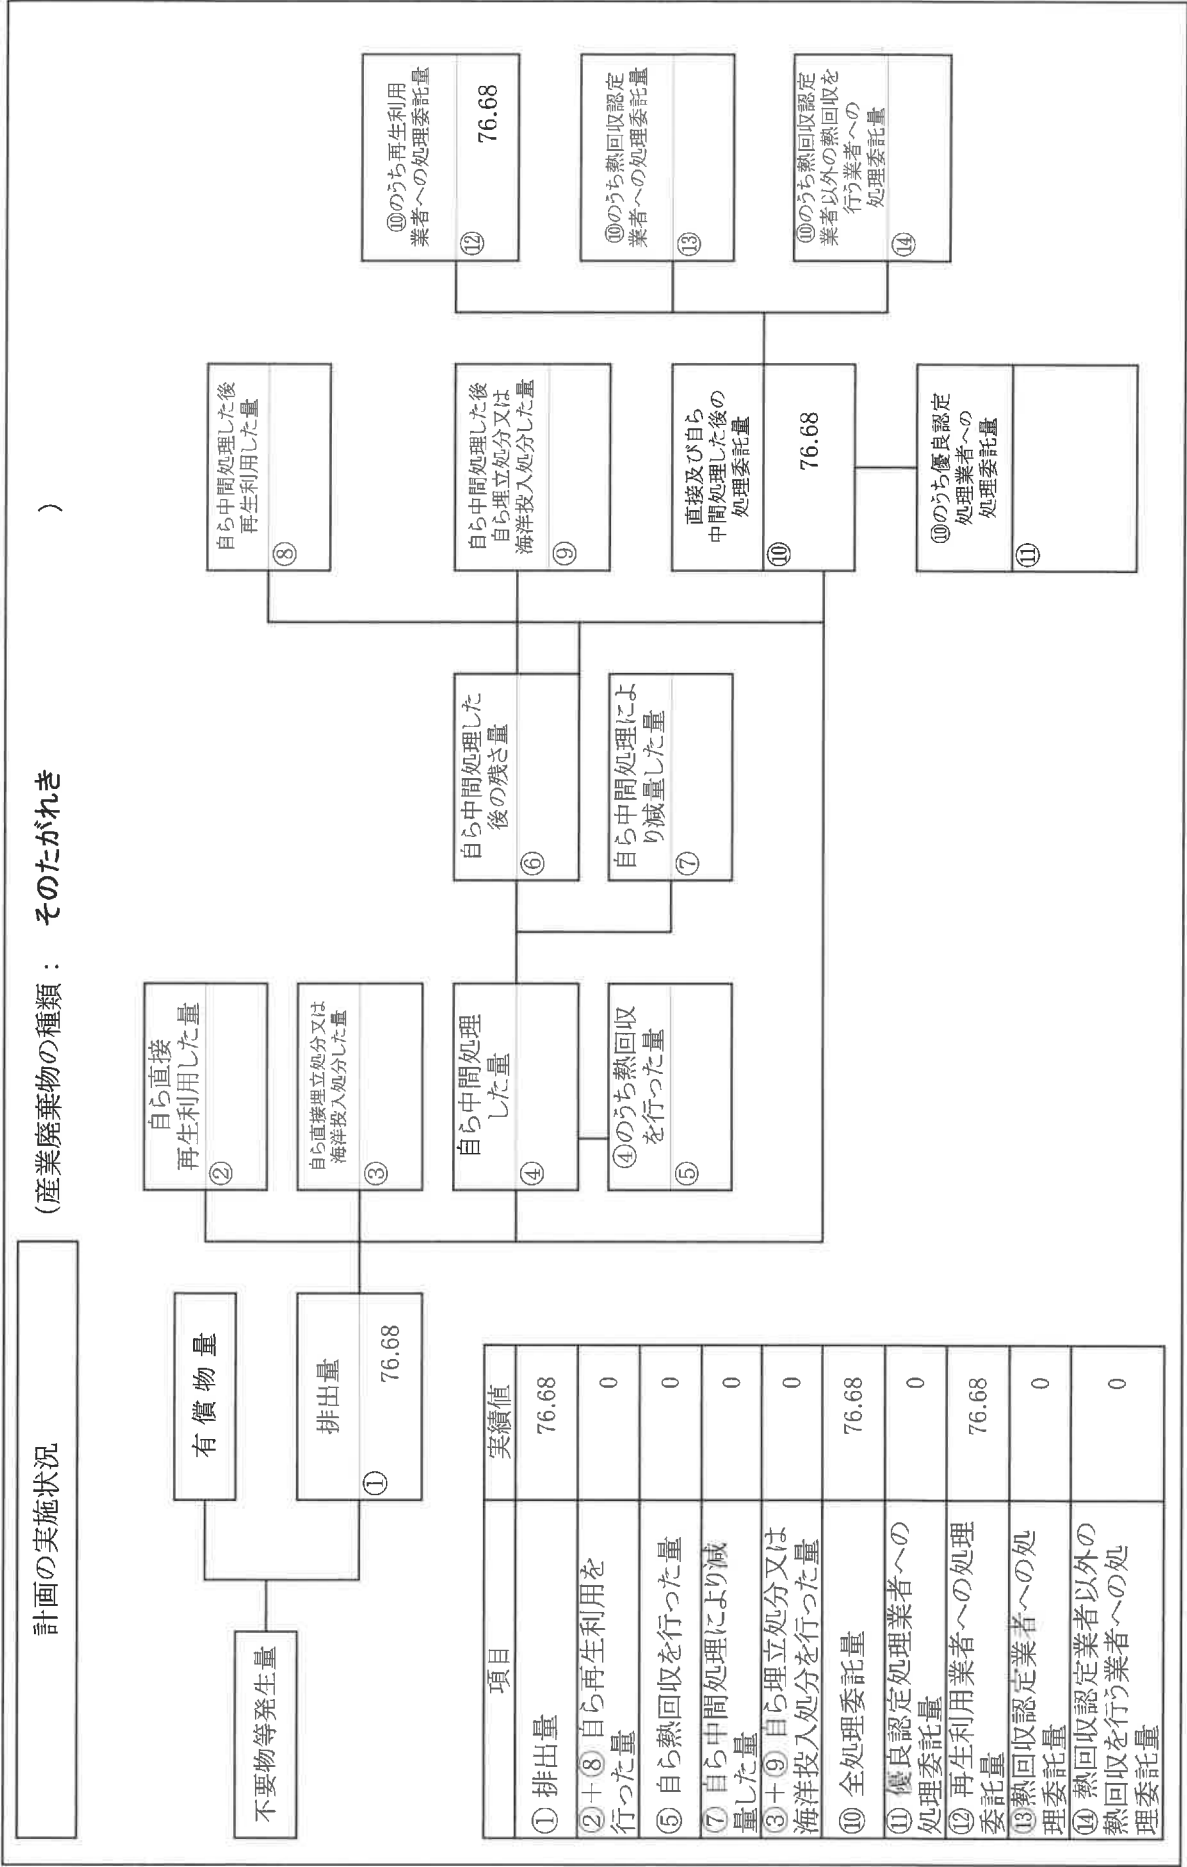 計画の実施状況
(産業廃棄物の種類： そのたがれき )
不要物等発生量
有償物量
排出量
① 76.68
自ら直接
再生利用した量
②
自ら直接埋立処分又は
海洋投入処分した量
③
自ら中間処理
した量
④
④のうち熱回収
を行った量
⑤
自ら中間処理した
後の残さ量
⑥
自ら中間処理によ
り減量した量
⑦
自ら中間処理した後
再生利用した量
⑧
自ら中間処理した後
自ら埋立処分又は
海洋投入処分した量
⑨
直接及び自ら
中間処理した後の
処理委託量
⑩ 76.68
⑩のうち優良認定
処理業者への
処理委託量
⑪
⑩のうち再生利用
業者への処理委託量
⑫ 76.68
⑩のうち熱回収認定
業者への処理委託量
⑬
⑩のうち熱回収認定
業者以外の熱回収を
行う業者への
処理委託量
⑭
項目 実績値
① 排出量 76.68
②＋⑧ 自ら再生利用を
行った量 0
⑤ 自ら熱回収を行った量 0
⑦ 自ら中間処理により減
量した量 0
③＋⑨ 自ら埋立処分又は
海洋投入処分を行った量 0
⑩ 全処理委託量 76.68
⑪ 優良認定処理業者への
処理委託量 0
⑫ 再生利用業者への処理
委託量 76.68
⑬熱回収認定業者への処
理委託量 0
⑭ 熱回収認定業者以外の
熱回収を行う業者への処
理委託量 0